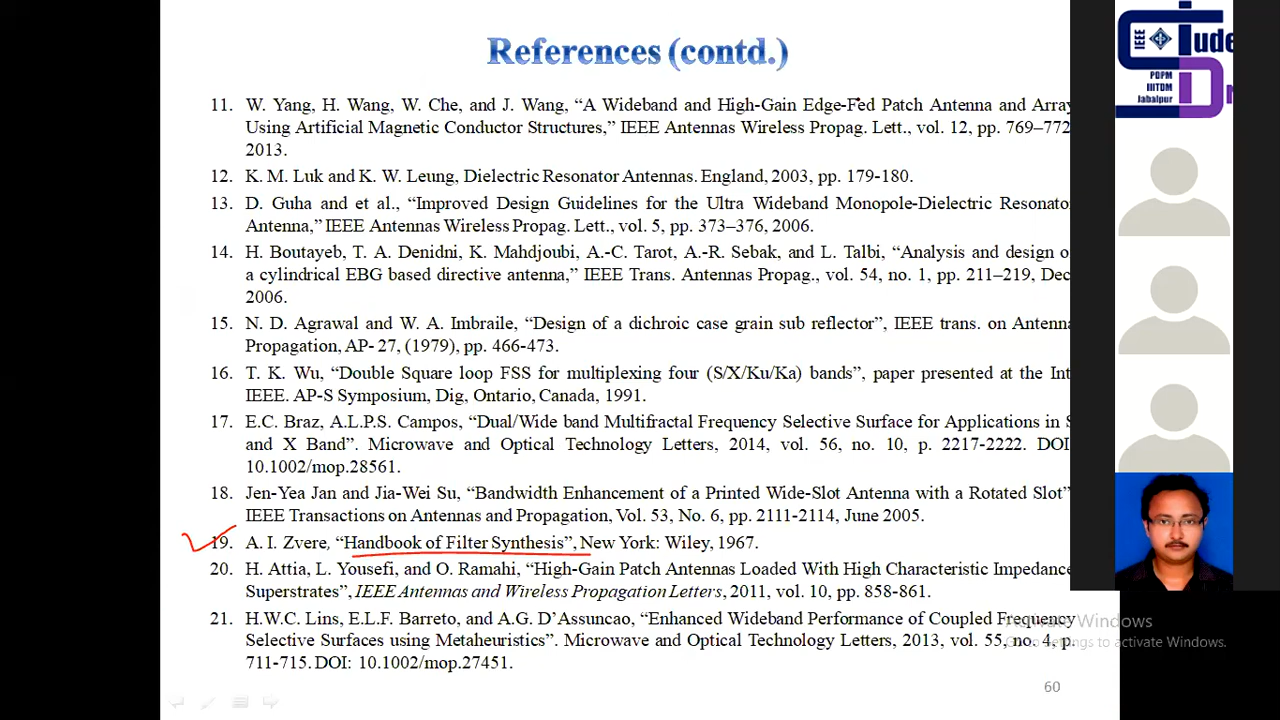 References (contd.)
11. W. Yang, H. Wang, W. Che, and J. Wang, “A Wideband and High-Gain Edge-Fed Patch Antenna and Array
Using Artificial Magnetic Conductor Structures,” IEEE Antennas Wireless Propag. Lett., vol. 12, pp. 769–772
2013.
12. K. M. Luk and K. W. Leung, Dielectric Resonator Antennas. England, 2003, pp. 179-180.
13. D. Guha and et al., “Improved Design Guidelines for the Ultra Wideband Monopole-Dielectric Resonato
Antenna,” IEEE Antennas Wireless Propag. Lett., vol. 5, pp. 373–376, 2006.
14. H. Boutayeb, T. A. Denidni, K. Mahdjoubi, A.-C. Tarot, A.-R. Sebak, and L. Talbi, “Analysis and design o
a cylindrical EBG based directive antenna,” IEEE Trans. Antennas Propag., vol. 54, no. 1, pp. 211–219, Dec
2006.
15. N. D. Agrawal and W. A. Imbraile, “Design of a dichroic case grain sub reflector”, IEEE trans. on Antenna
Propagation, AP- 27, (1979), pp. 466-473.
16. T. K. Wu, “Double Square loop FSS for multiplexing four (S/X/Ku/Ka) bands”, paper presented at the Int
IEEE. AP-S Symposium, Dig, Ontario, Canada, 1991.
17. E.C. Braz, A.L.P.S. Campos, “Dual/Wide band Multifractal Frequency Selective Surface for Applications in S
and X Band”. Microwave and Optical Technology Letters, 2014, vol. 56, no. 10, p. 2217-2222. DOI
10.1002/mop.28561.
18. Jen-Yea Jan and Jia-Wei Su, “Bandwidth Enhancement of a Printed Wide-Slot Antenna with a Rotated Slot”
IEEE Transactions on Antennas and Propagation, Vol. 53, No. 6, pp. 2111-2114, June 2005.
19. A. I. Zvere, “Handbook of Filter Synthesis”, New York: Wiley, 1967.
20. H. Attia, L. Yousefi, and O. Ramahi, “High-Gain Patch Antennas Loaded With High Characteristic Impedance
Superstrates”, IEEE Antennas and Wireless Propagation Letters, 2011, vol. 10, pp. 858-861.
21. H.W.C. Lins, E.L.F. Barreto, and A.G. D’Assuncao, “Enhanced Wideband Performance of Coupled Frequency
Selective Surfaces using Metaheuristics”. Microwave and Optical Technology Letters, 2013, vol. 55, no. 4, p.
711-715. DOI: 10.1002/mop.27451.
60
IEEE
tude
PDPM
IIITDM
Jabalpur
Activate Windows
Go to Settings to activate Windows.